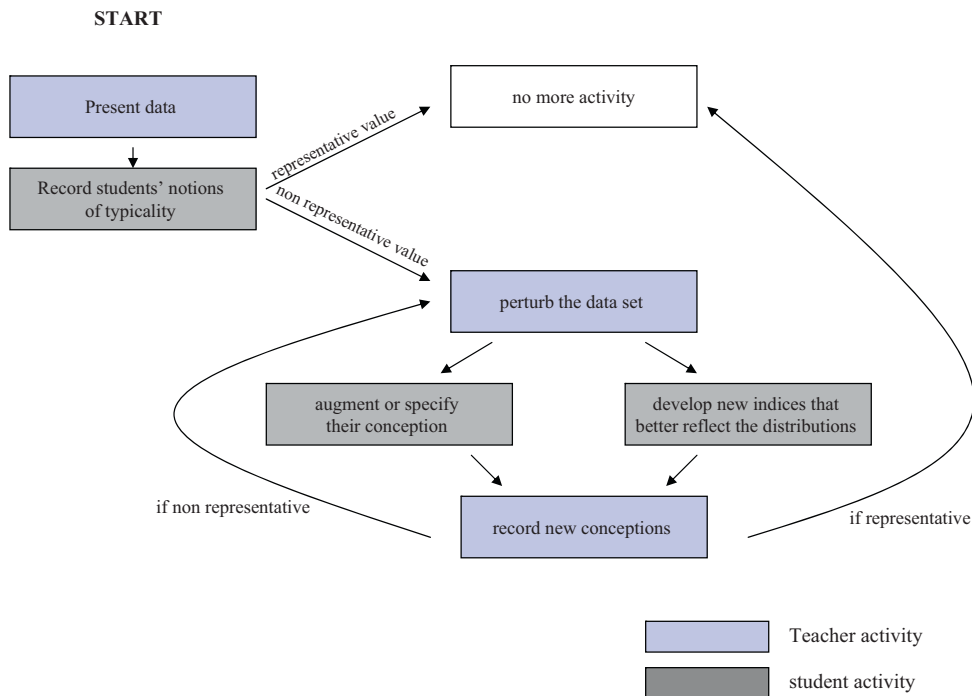 START
Present data
no more activity
representative value
Record students’ notions
of typicality
non representative value
perturb the data set
augment or specify
their conception
develop new indices that
better reflect the distributions
if non representative
record new conceptions
if representative
Teacher activity
student activity